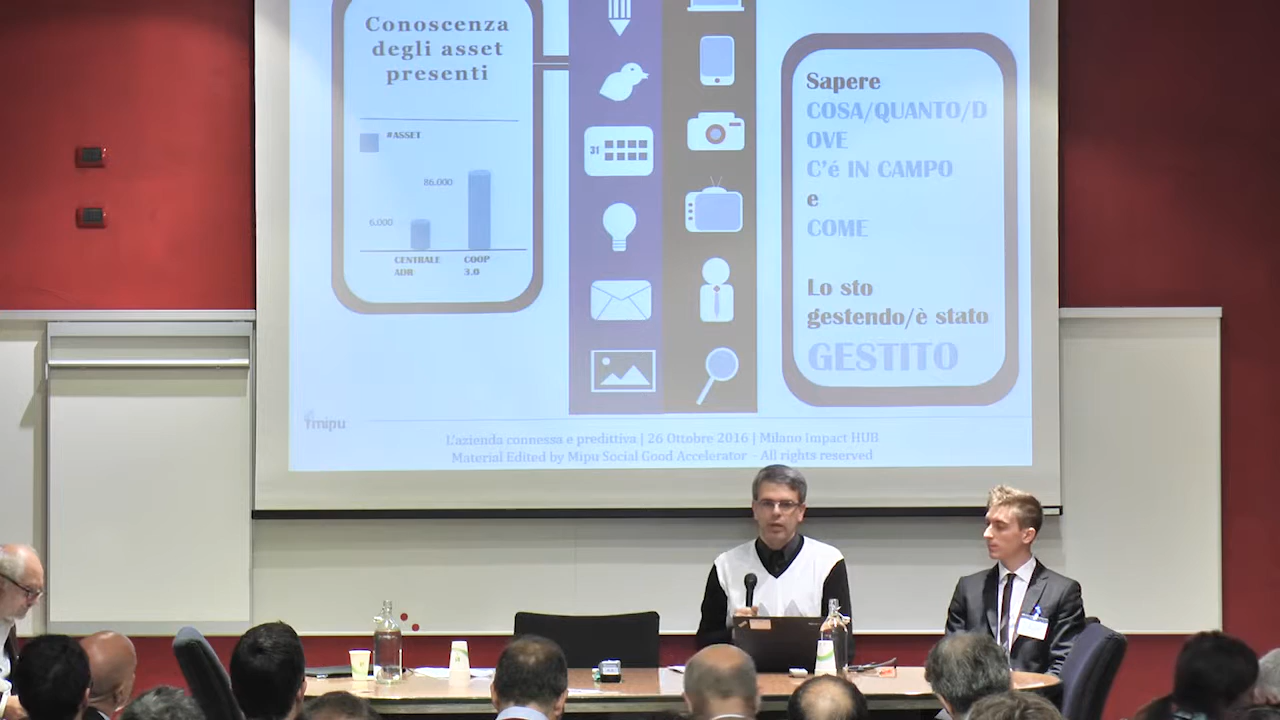 Conoscenza
degli asset
presenti
#ASSET
86.000
6.000
CENTRALE
ADR
COOP
3.0
31
Sapere
COSA/QUANTO/D
OVE
C'é IN CAMPO
e
COME
Lo sto
gestendo/è stato
GESTITO
mipu
L'azienda connessa e predittiva | 26 Ottobre 2016 | Milano Impact HUB
Material Edited by Mipu Social Good Accelerator - All rights reserved